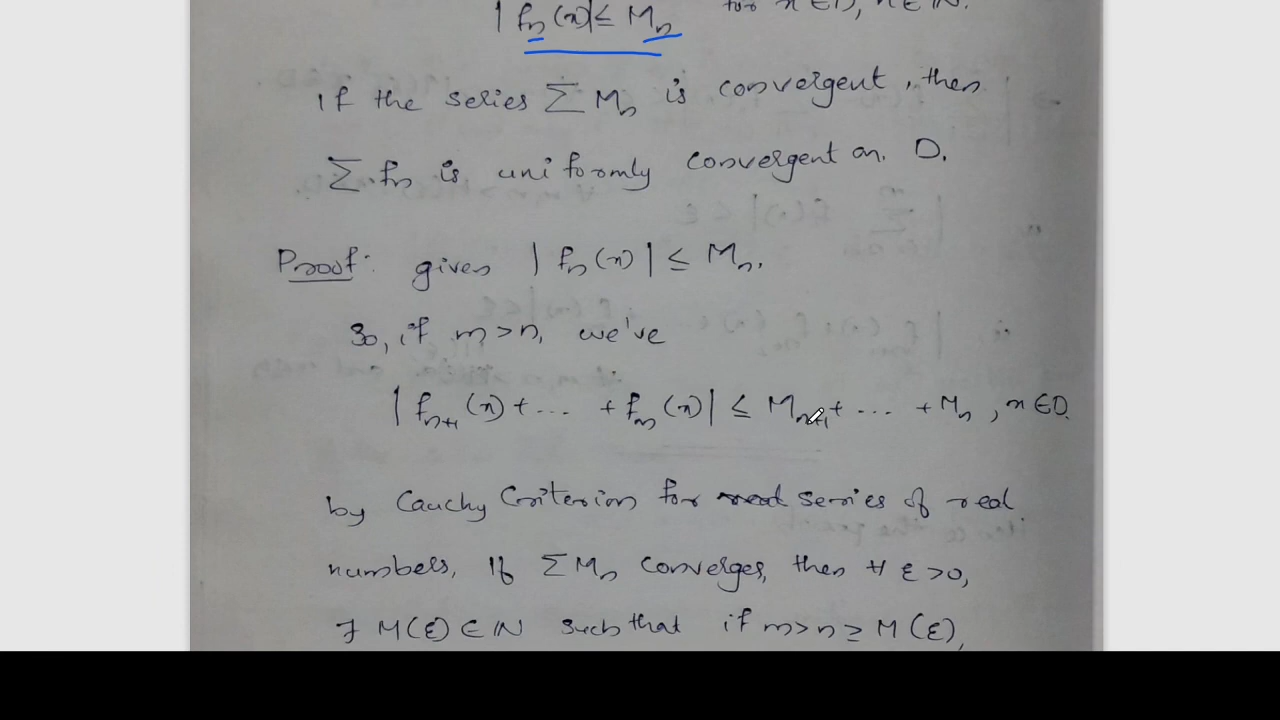 |fn(x)| ≤ Mn for x ∈ D, n ∈ N.
If the series ∑ Mn is convergent, then
∑ fn is uniformly convergent on D.
Proof: given |fn(x)| ≤ Mn.
So, if m > n, we've
|fn+1(x) + ... + fm(x)| ≤ Mn+1 + ... + Mn, x ∈ D.
by Cauchy Criterion for series of real
numbers, If ∑ Mn converges, then ∀ ε > 0,
∃ M(ε) ∈ N such that if m > n ≥ M(ε),